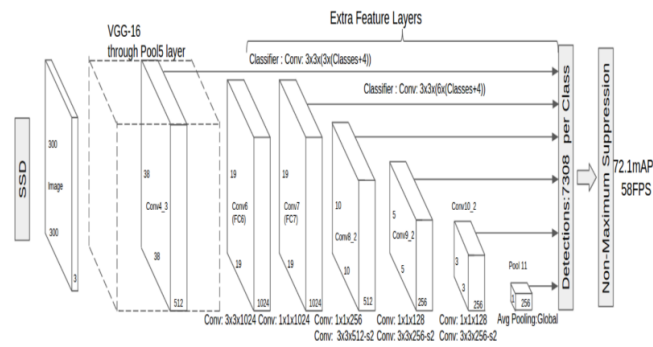 Extra Feature Layers
VGG-16
through Pool5 layer
Classifier : Conv: 3x3x(3x(Classes+4))
Classifier : Conv: 3x3x(6x(Classes+4))
SSD
300
Image
300
3
38
Conv4_3
38
512
19
Conv6
(FC6)
19
1024
19
Conv7
(FC7)
19
1024
10
Conv8_2
10
512
5
Conv9_2
5
256
Conv10_2
3
3
256
Pool 11
1
256
Detections:7308 per Class
Non-Maximum Suppression
72.1mAP
58FPS
Conv: 3x3x1024
Conv: 1x1x1024
Conv: 1x1x256
Conv: 3x3x512-s2
Conv: 1x1x128
Conv: 3x3x256-s2
Conv: 1x1x128
Conv: 3x3x256-s2
Avg Pooling:Global